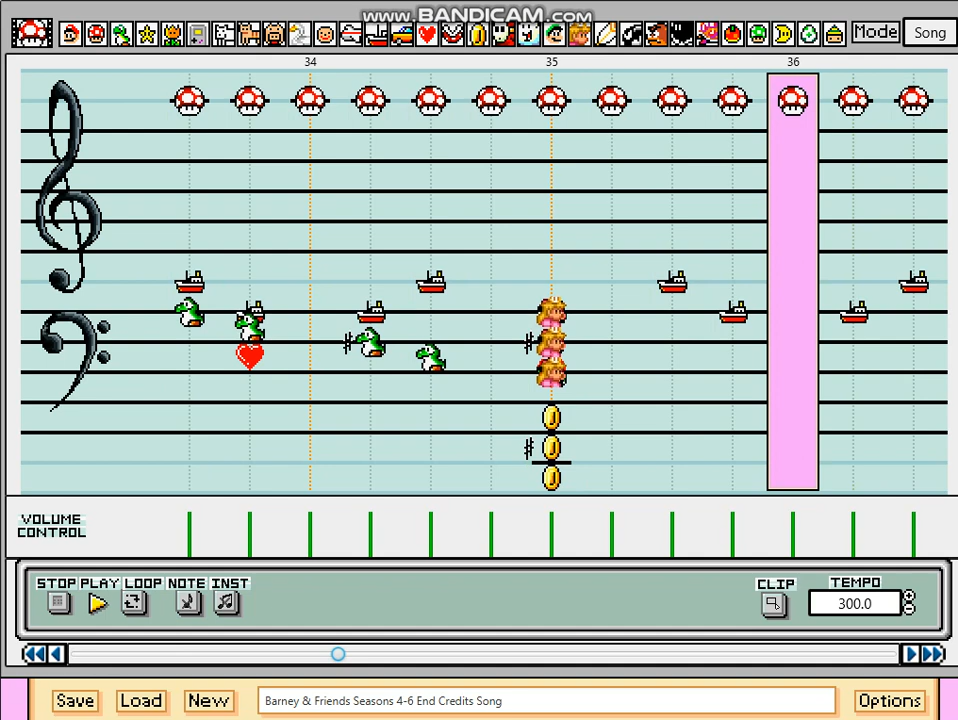 www.BANDICAM.com
Mode Song
34 35 36
VOLUME
CONTROL
STOP PLAY LOOP NOTE INST
CLIP TEMPO
300.0
Save Load New Barney & Friends Seasons 4-6 End Credits Song Options